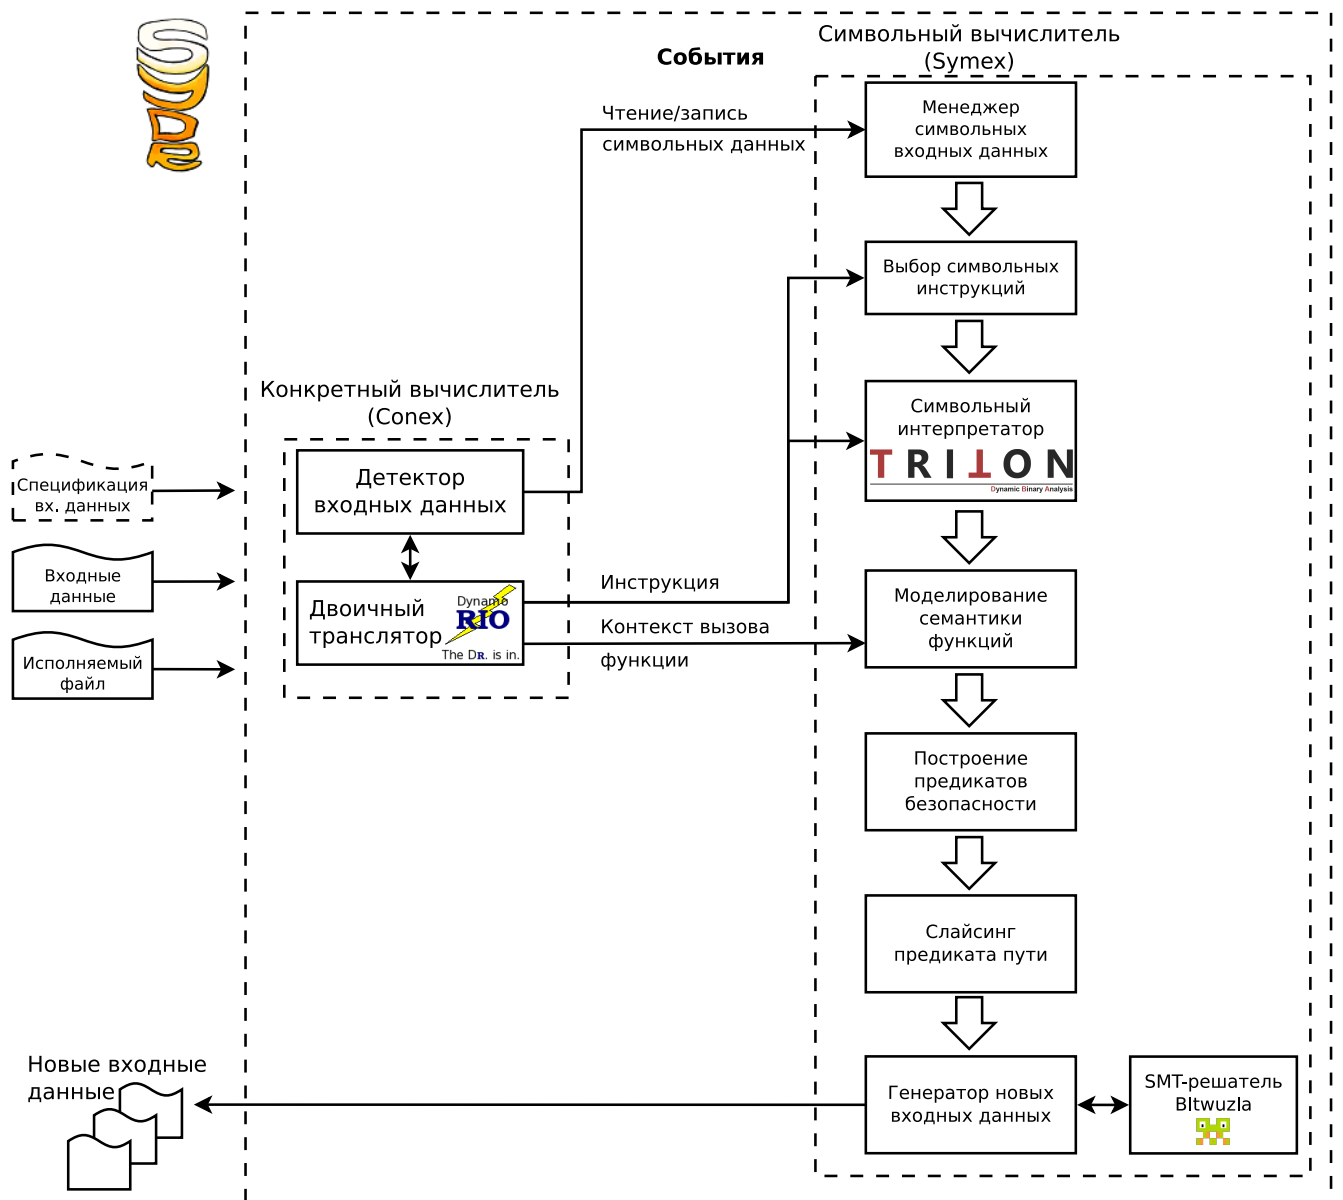 SYDR
События
Символьный вычислитель
(Symex)
Чтение/запись
символьных данных
Менеджер
символьных
входных данных
Выбор символьных
инструкций
Конкретный вычислитель
(Conex)
Символьный
интерпретатор
TRITON
Dynamic Binary Analysis
Детектор
входных данных
Спецификация
вх. данных
Входные
данные
Исполняемый
файл
Двоичный
транслятор
Dynamo
RIO
The DR. is in.
Инструкция
Контекст вызова
функции
Моделирование
семантики
функций
Построение
предикатов
безопасности
Слайсинг
предиката пути
Новые входные
данные
Генератор новых
входных данных
SMT-решатель
BItwuzla